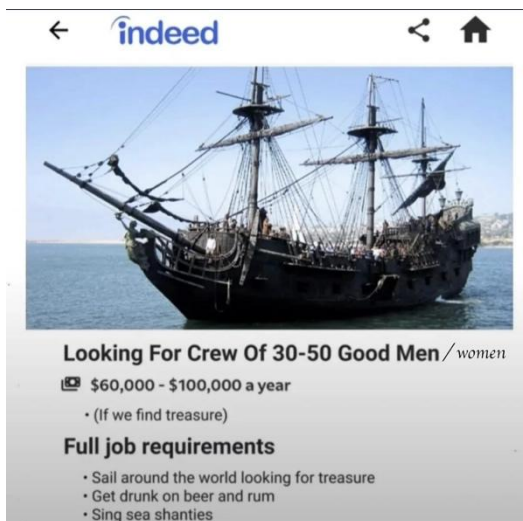 indeed
Looking For Crew Of 30-50 Good Men / women
$60,000 - $100,000 a year
• (If we find treasure)
Full job requirements
• Sail around the world looking for treasure
• Get drunk on beer and rum
• Sing sea shanties